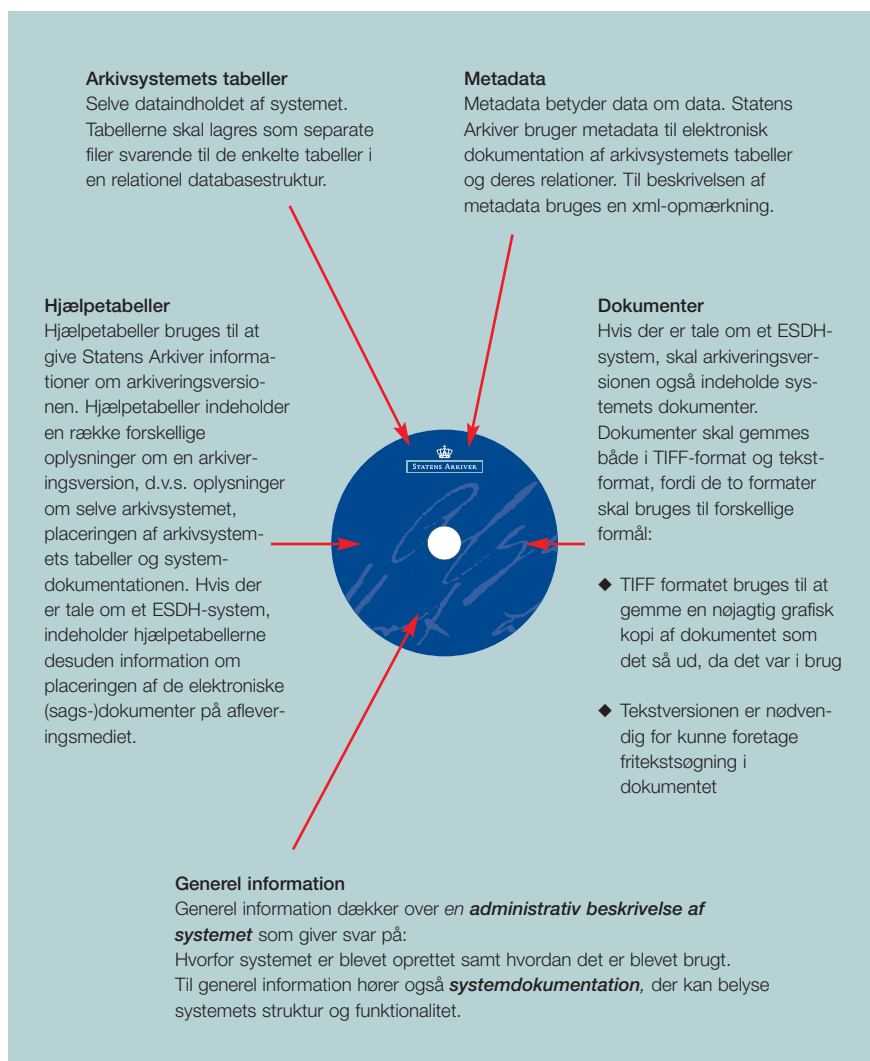 Arkivsystemets tabeller
Selve dataindholdet af systemet.
Tabellerne skal lagres som separate
filer svarende til de enkelte tabeller i
en relationel databasestruktur.
Metadata
Metadata betyder data om data. Statens
Arkiver bruger metadata til elektronisk
dokumentation af arkivsystemets tabeller
og deres relationer. Til beskrivelsen af
metadata bruges en xml-opmærkning.
Hjælpetabeller
Hjælpetabeller bruges til at
give Statens Arkiver informa-
tioner om arkiveringsversio-
nen. Hjælpetabeller indeholder
en række forskellige
oplysninger om en arkiver-
ingsversion, d.v.s. oplysninger
om selve arkivsystemet,
placeringen af arkivsystem-
ets tabeller og system-
dokumentationen. Hvis der
er tale om et ESDH-system,
indeholder hjælpetabellerne
desuden information om
placeringen af de elektroniske
(sags-)dokumenter på aflever-
ingsmediet.
STATENS ARKIVER
Dokumenter
Hvis der er tale om et ESDH-
system, skal arkiveringsver-
sionen også indeholde sys-
temets dokumenter.
Dokumenter skal gemmes
både i TIFF-format og tekst-
format, fordi de to formater
skal bruges til forskellige
formål:
◆ TIFF formatet bruges til at
gemme en nøjagtig grafisk
kopi af dokumentet som
det så ud, da det var i brug
◆ Tekstversionen er nødven-
dig for kunne foretage
fritekstsøgning i
dokumentet
Generel information
Generel information dækker over en administrativ beskrivelse af
systemet som giver svar på:
Hvorfor systemet er blevet oprettet samt hvordan det er blevet brugt.
Til generel information hører også systemdokumentation, der kan belyse
systemets struktur og funktionalitet.